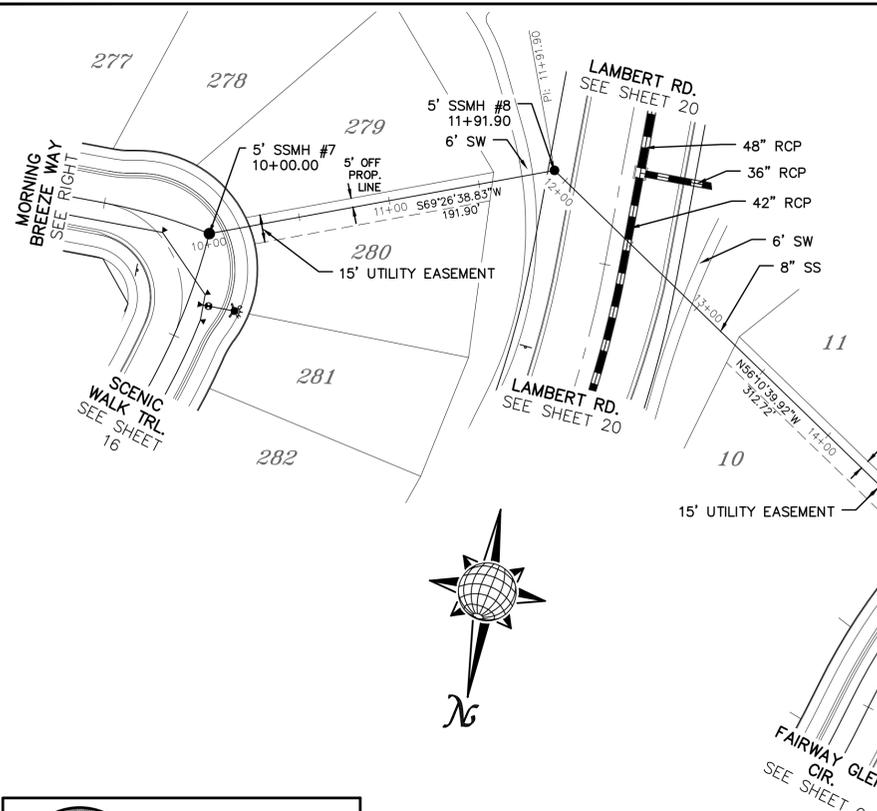 277
278
279
280
281
282
11
10
MORNING
BREEZE WAY
SEE RIGHT
5' SSMH #7
10+00.00
10+00
5' OFF
PROP.
LINE
11+00
S69°26'38.83"W
191.90'
15' UTILITY EASEMENT
5' SSMH #8
11+91.90
6' SW
PI: 11+91.90
12+00
LAMBERT RD.
SEE SHEET 20
48" RCP
36" RCP
42" RCP
6' SW
8" SS
13+00
N56°10'39.92"W
312.72'
14+00
15' UTILITY EASEMENT
LAMBERT RD.
SEE SHEET 20
SCENIC
WALK TRL.
SEE SHEET
16
N
FAIRWAY GLEN
CIR.
SEE SHEET